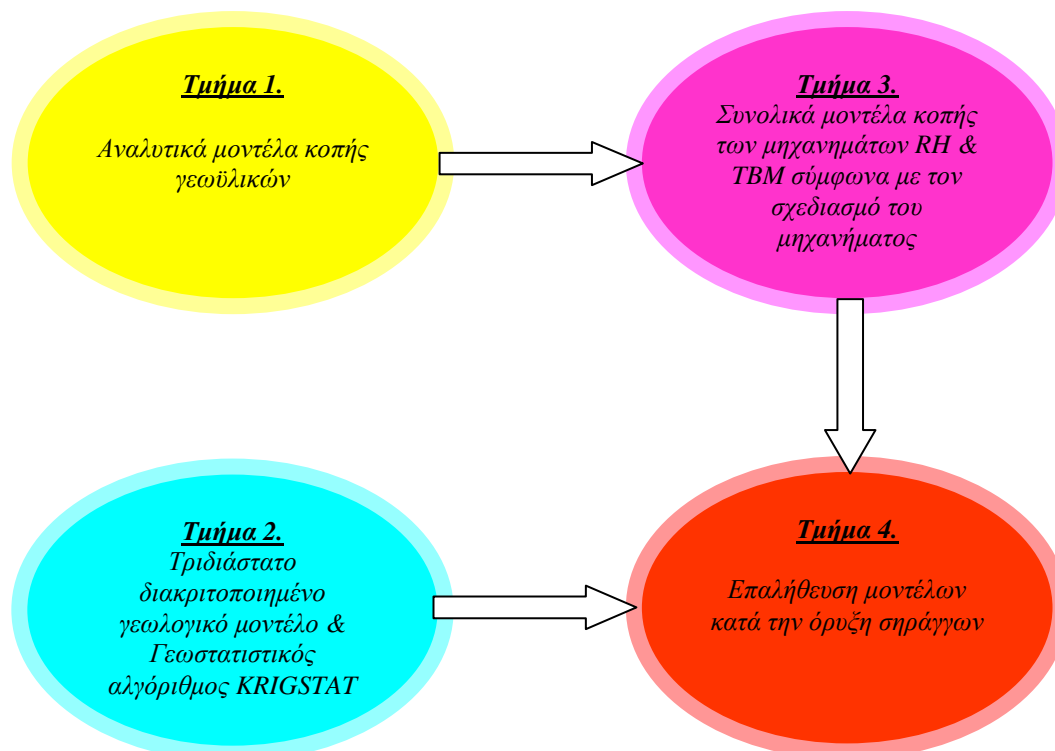 Τμήμα 1.
Αναλυτικά μοντέλα κοπής
γεωϋλικών
Τμήμα 3.
Συνολικά μοντέλα κοπής
των μηχανημάτων RH &
TBM σύμφωνα με τον
σχεδιασμό του
μηχανήματος
Τμήμα 2.
Τριδιάστατο
διακριτοποιημένο
γεωλογικό μοντέλο &
Γεωστατιστικός
αλγόριθμος KRIGSTAT
Τμήμα 4.
Επαλήθευση μοντέλων
κατά την όρυξη σηράγγων